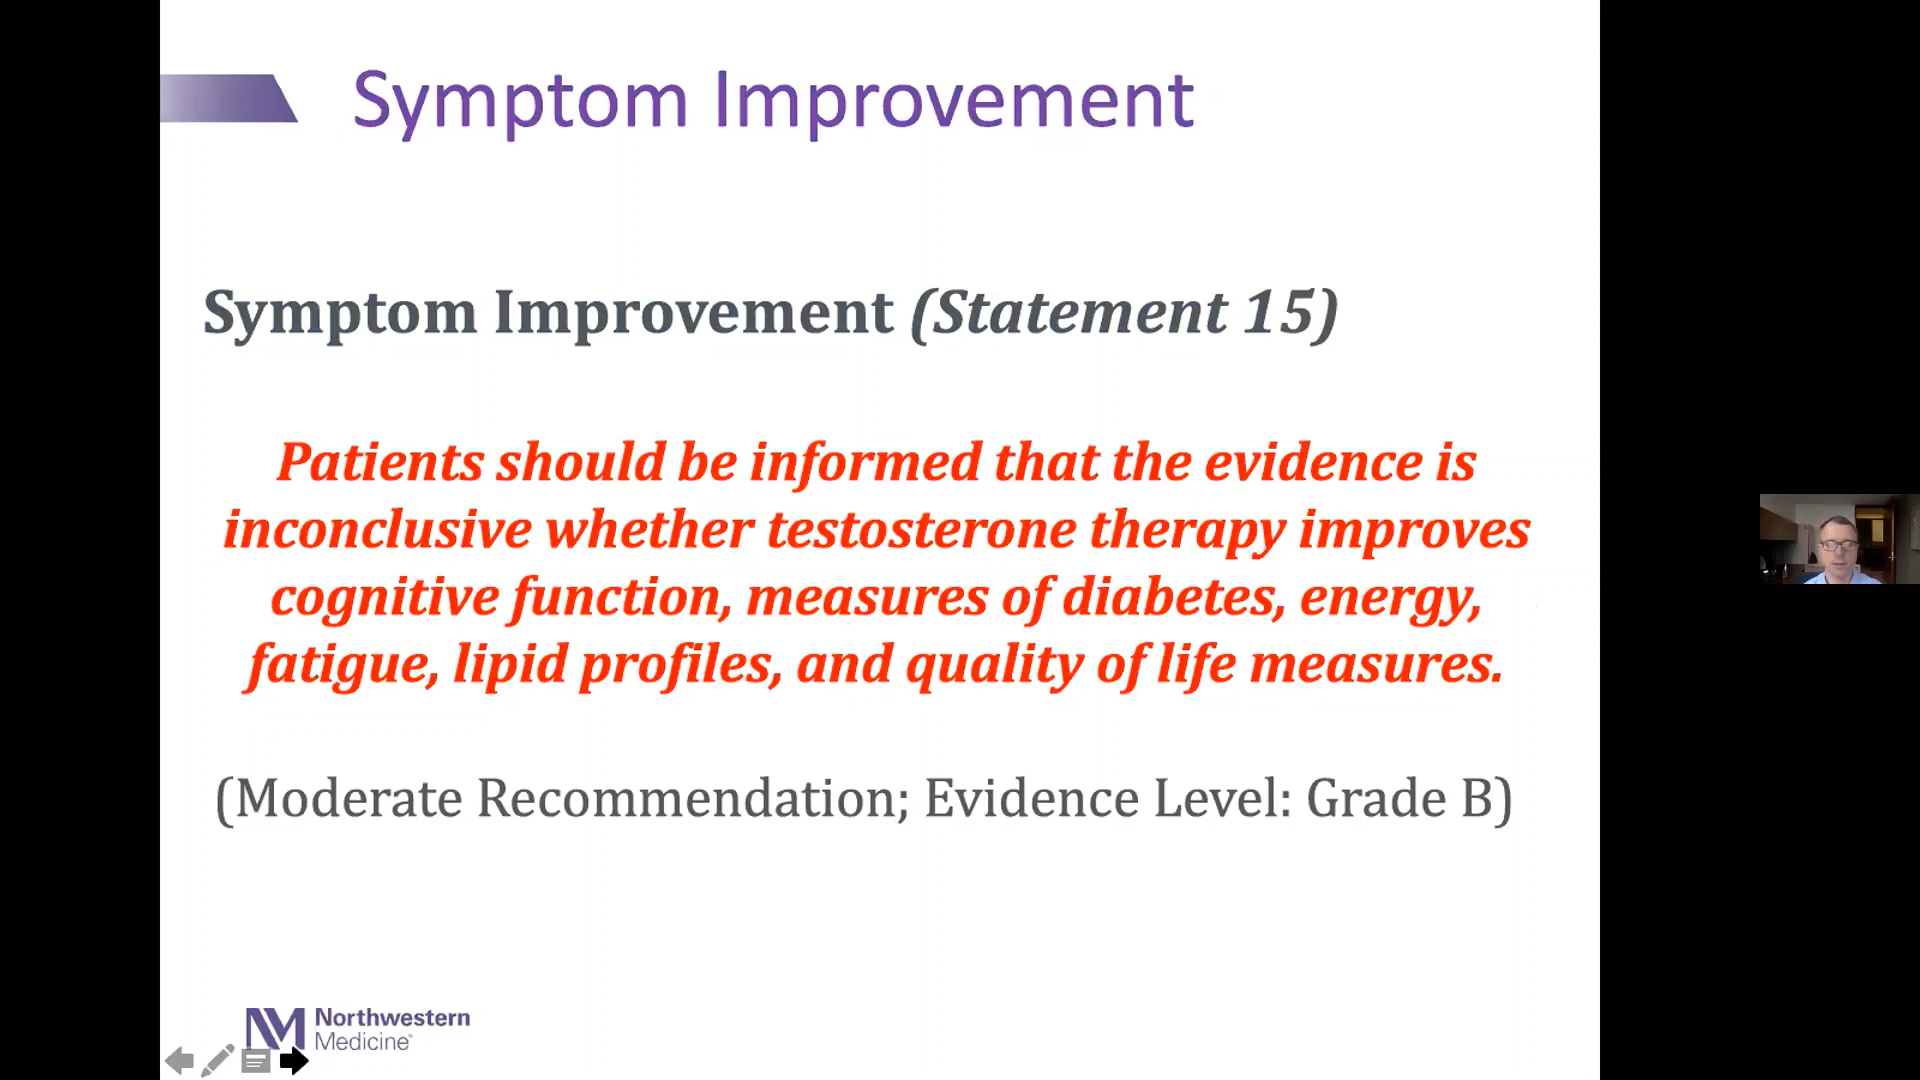 Symptom Improvement
Symptom Improvement (Statement 15)
Patients should be informed that the evidence is
inconclusive whether testosterone therapy improves
cognitive function, measures of diabetes, energy,
fatigue, lipid profiles, and quality of life measures.
(Moderate Recommendation; Evidence Level: Grade B)
NM Northwestern
Medicine®